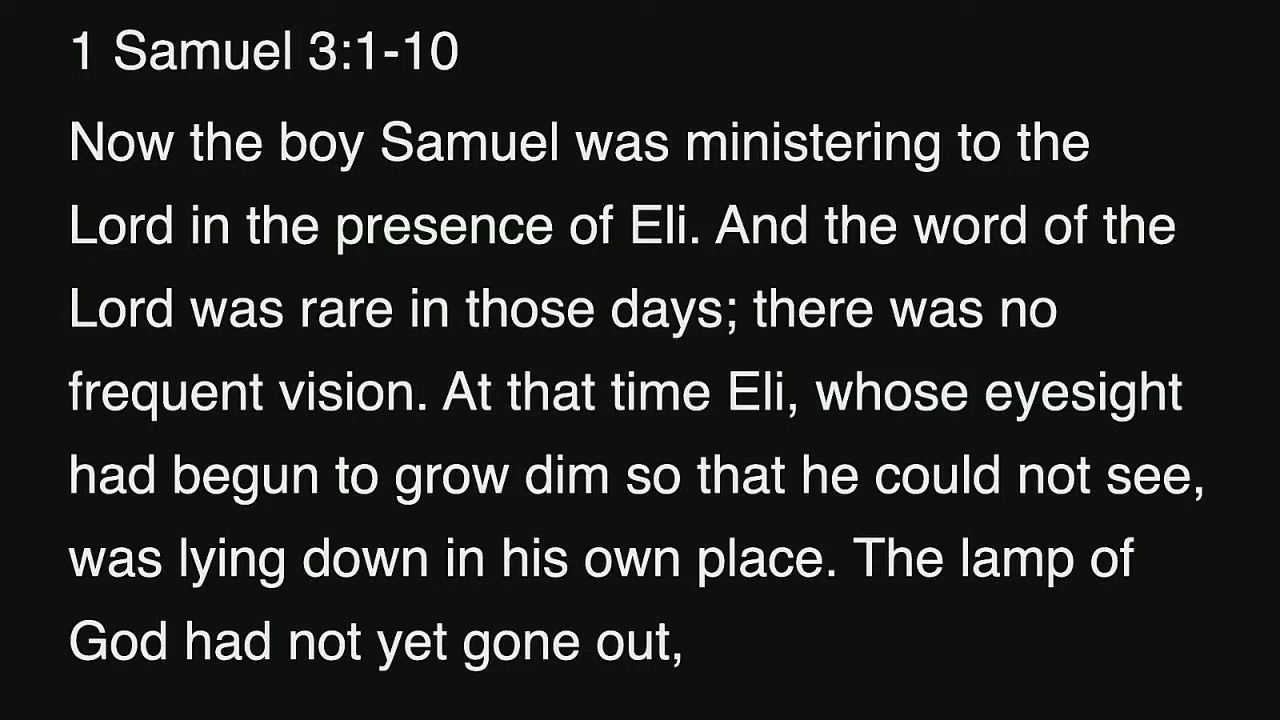 1 Samuel 3:1-10
Now the boy Samuel was ministering to the
Lord in the presence of Eli. And the word of the
Lord was rare in those days; there was no
frequent vision. At that time Eli, whose eyesight
had begun to grow dim so that he could not see,
was lying down in his own place. The lamp of
God had not yet gone out,